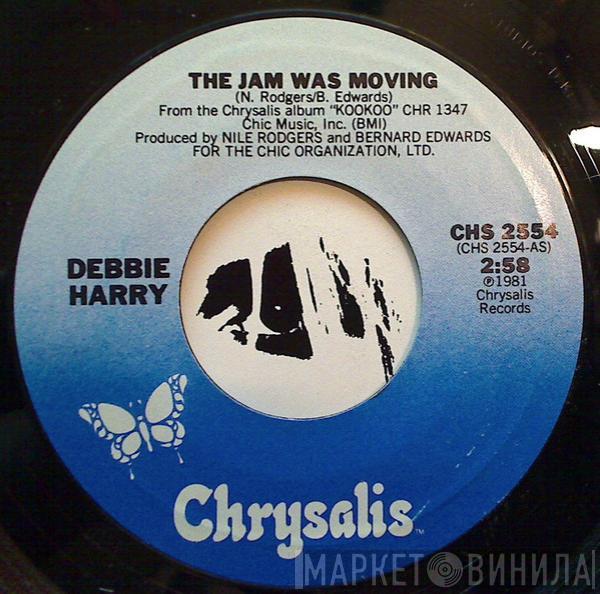 THE JAM WAS MOVING
(N. Rodgers/B. Edwards)
From the Chrysalis album "KOOKOO" CHR 1347
Chic Music, Inc. (BMI)
Produced by NILE RODGERS and BERNARD EDWARDS
FOR THE CHIC ORGANIZATION, LTD.
DEBBIE
HARRY
CHS 2554
(CHS 2554-AS)
2:58
℗1981
Chrysalis
Records
Chrysalis™
МАРКЕТ ВИНИЛА